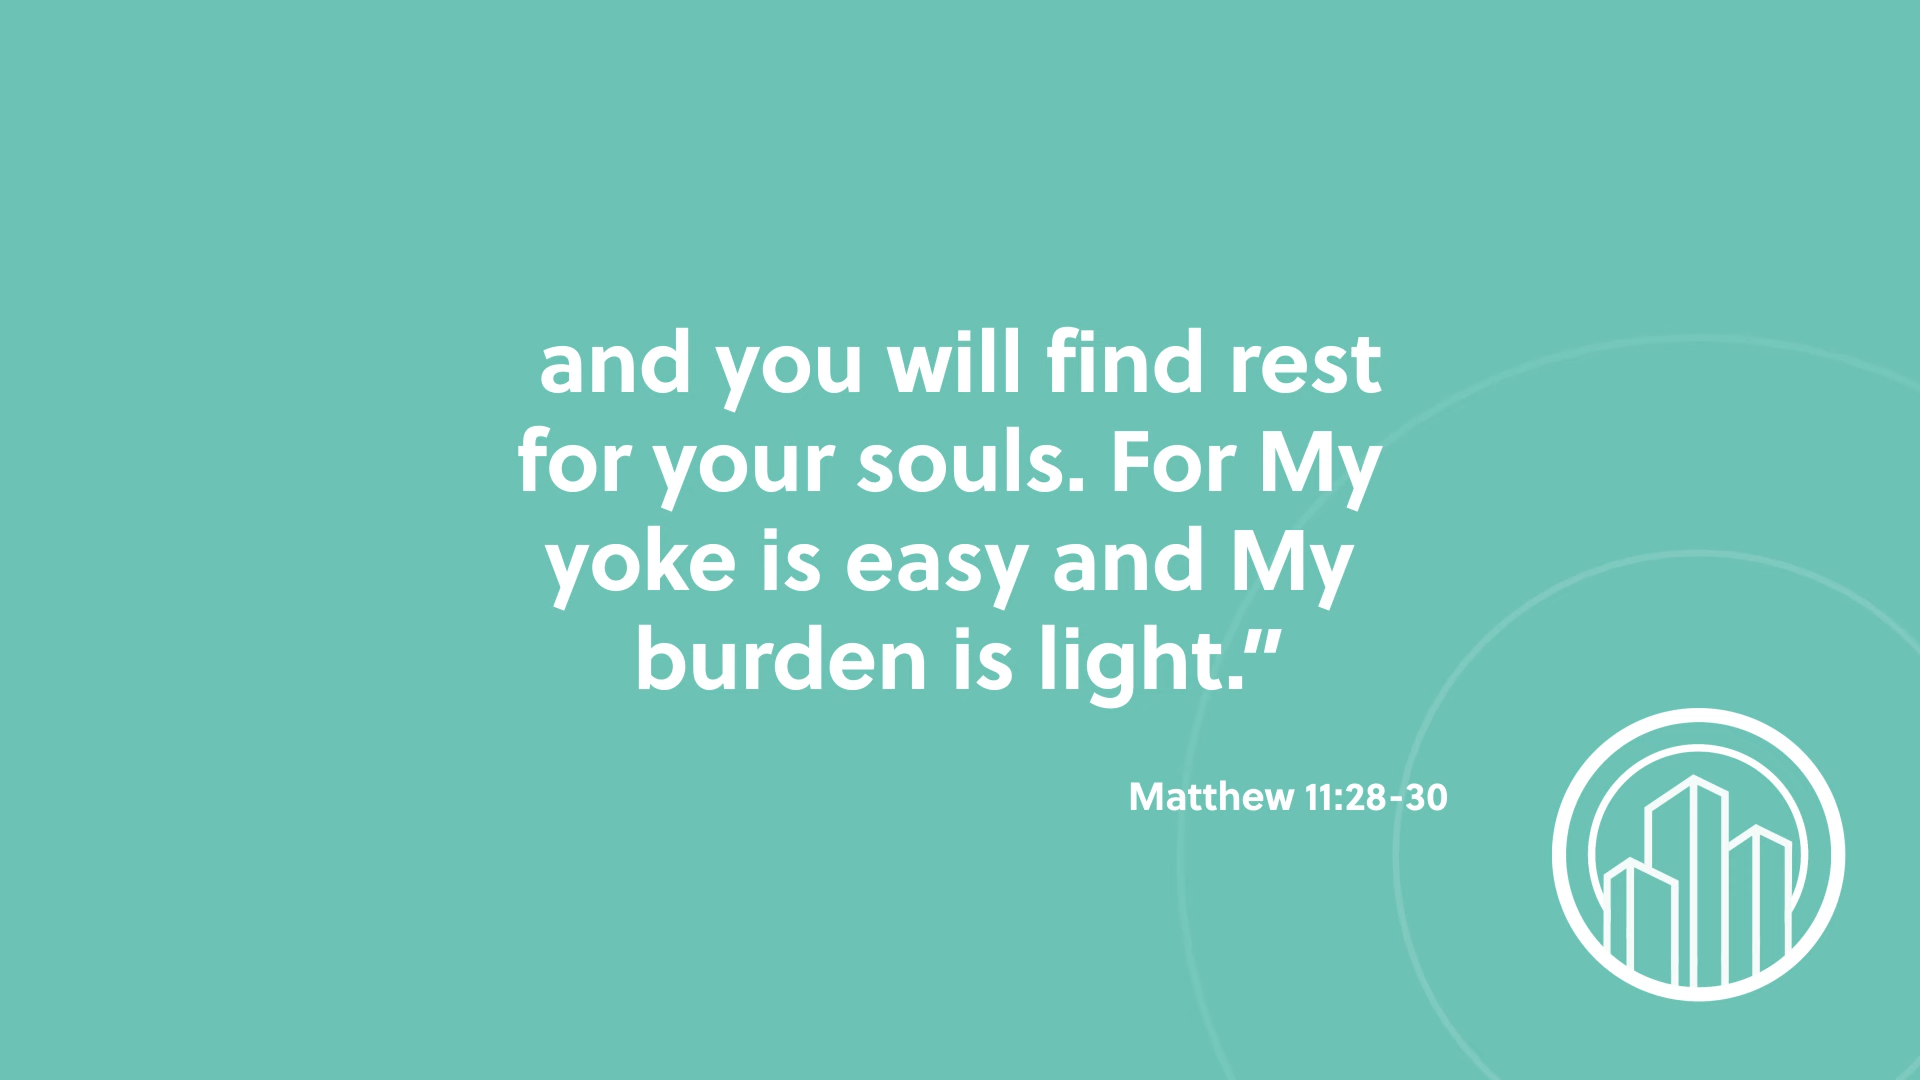 and you will find rest
for your souls. For My
yoke is easy and My
burden is light.”
Matthew 11:28-30